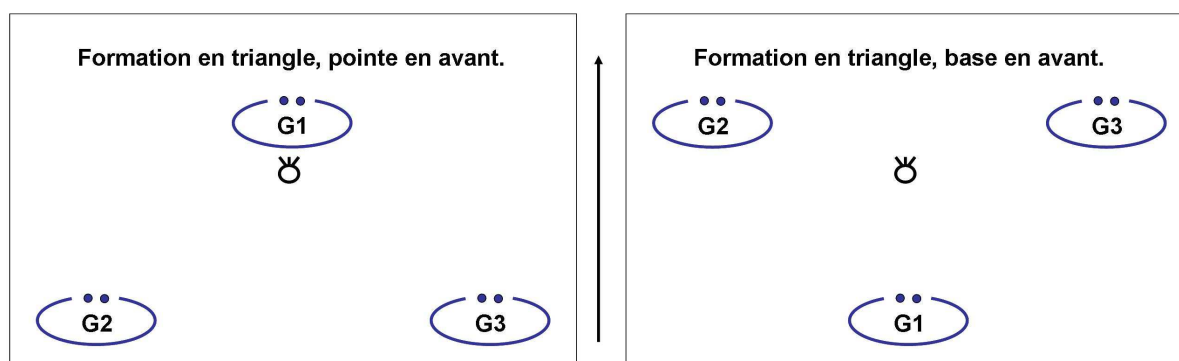 Formation en triangle, pointe en avant.
G1
G2 G3
Formation en triangle, base en avant.
G2 G3
G1